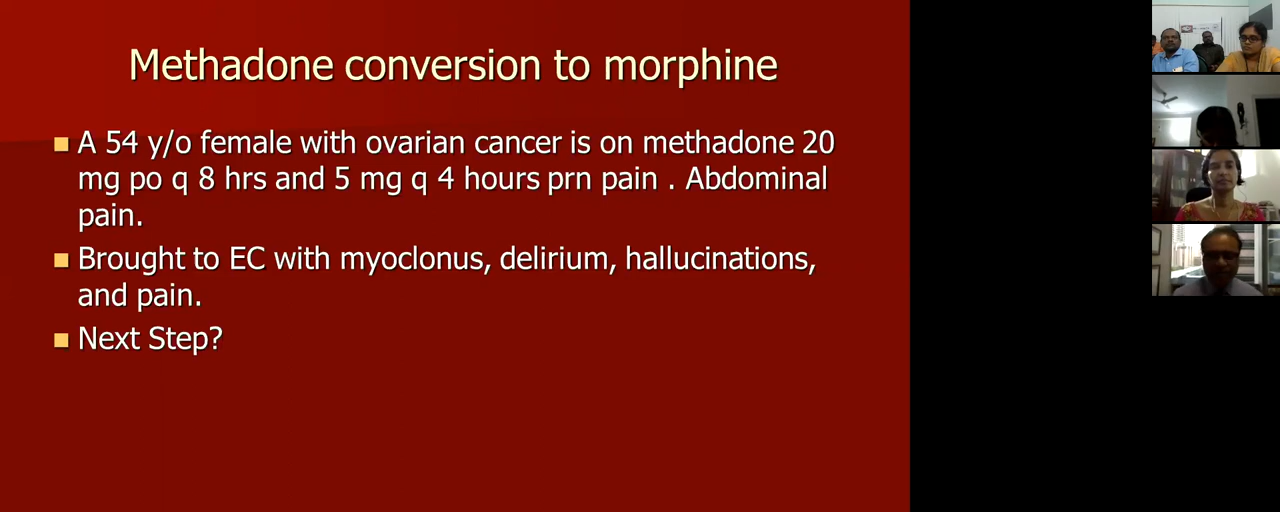 Methadone conversion to morphine
A 54 y/o female with ovarian cancer is on methadone 20
mg po q 8 hrs and 5 mg q 4 hours prn pain . Abdominal
pain.
Brought to EC with myoclonus, delirium, hallucinations,
and pain.
Next Step?